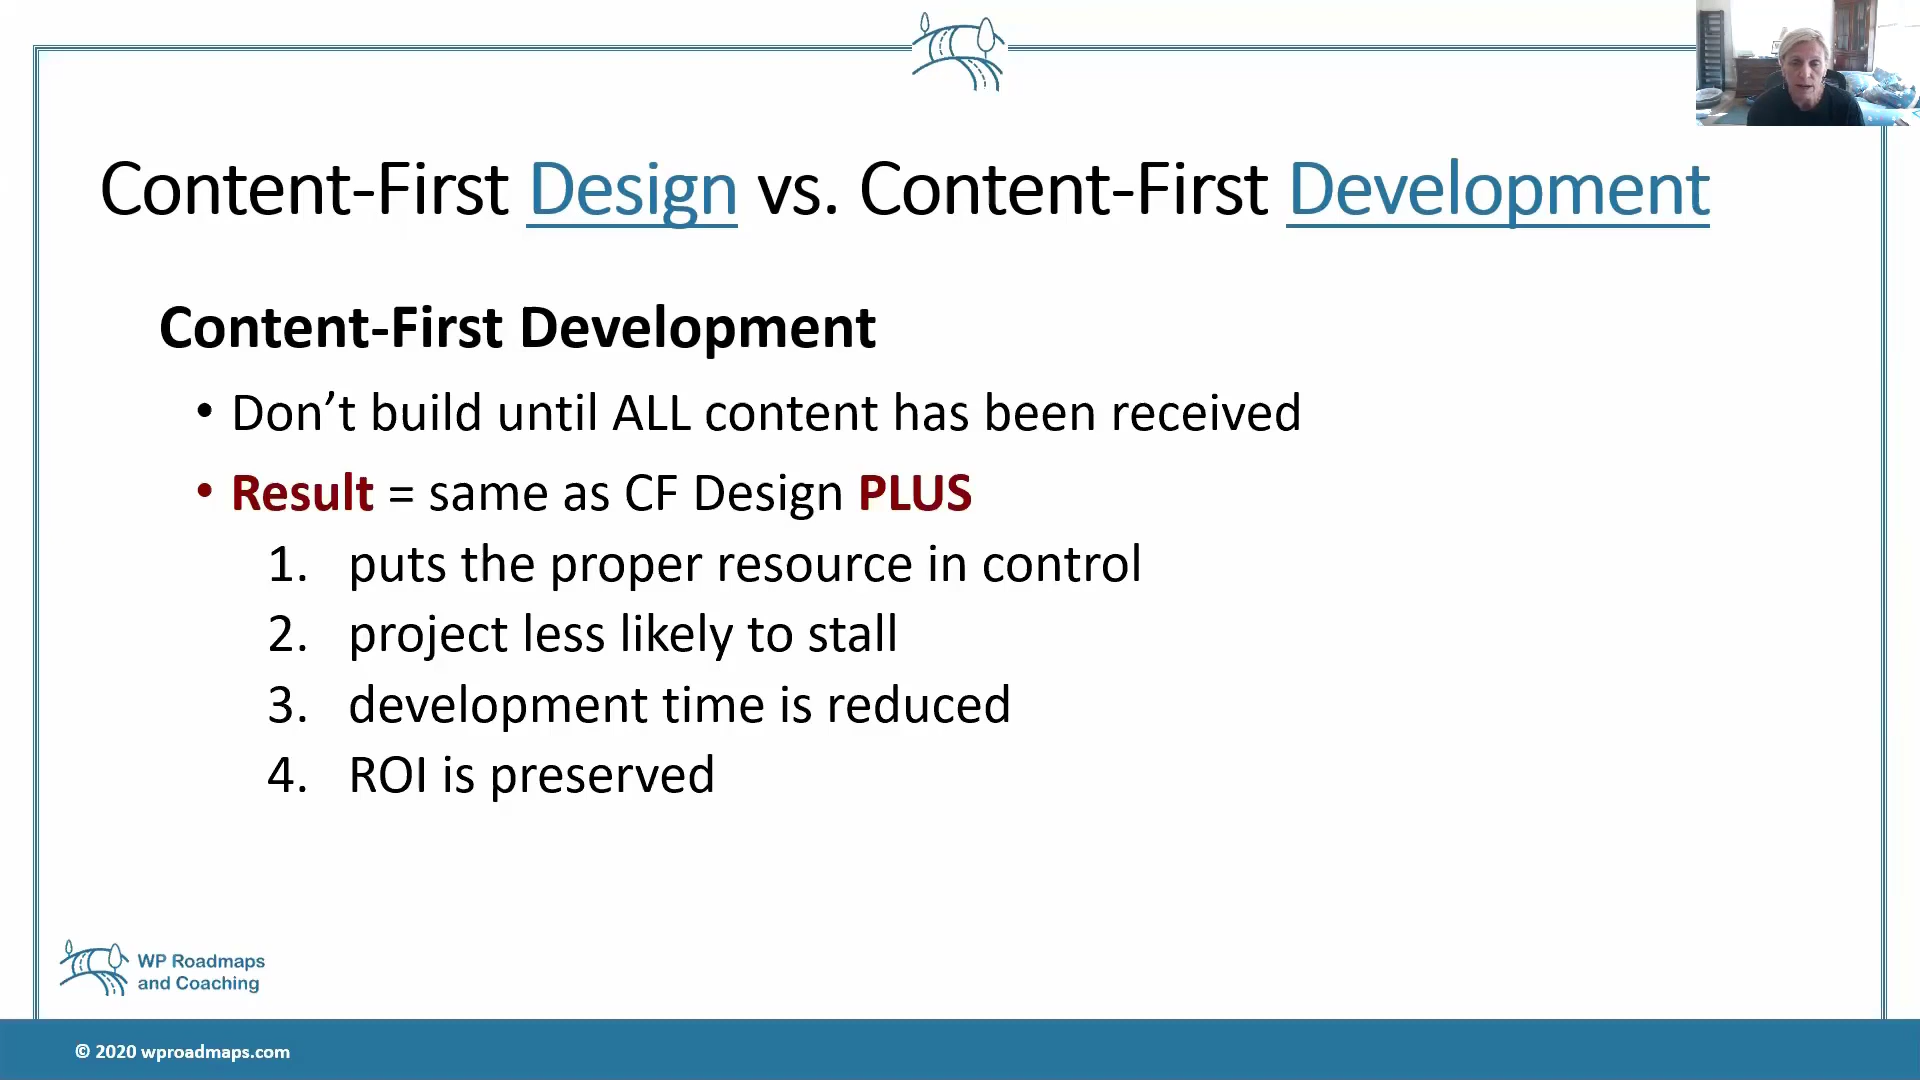 Content-First Design vs. Content-First Development
Content-First Development
• Don’t build until ALL content has been received
• Result = same as CF Design PLUS
1. puts the proper resource in control
2. project less likely to stall
3. development time is reduced
4. ROI is preserved
WP Roadmaps
and Coaching
© 2020 wproadmaps.com